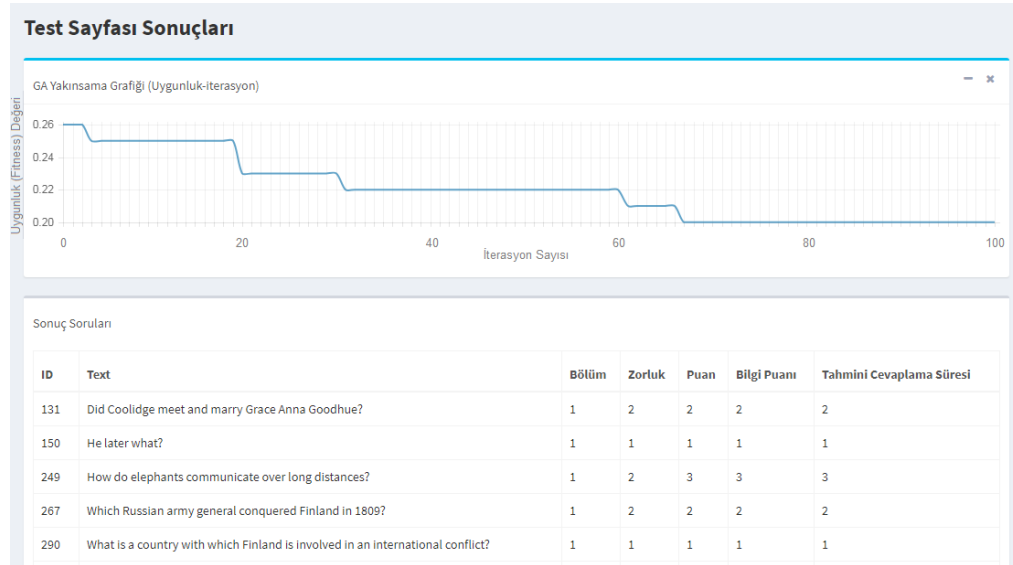 Test Sayfası Sonuçları
GA Yakınsama Grafiği (Uygunluk-iterasyon)
Uygunluk (Fitness) Değeri
0.26
0.24
0.22
0.20
0 20 40 60 80 100
İterasyon Sayısı
Sonuç Soruları
ID Text Bölüm Zorluk Puan Bilgi Puanı Tahmini Cevaplama Süresi
131 Did Coolidge meet and marry Grace Anna Goodhue? 1 2 2 2 2
150 He later what? 1 1 1 1 1
249 How do elephants communicate over long distances? 1 2 3 3 3
267 Which Russian army general conquered Finland in 1809? 1 2 2 2 2
290 What is a country with which Finland is involved in an international conflict? 1 1 1 1 1